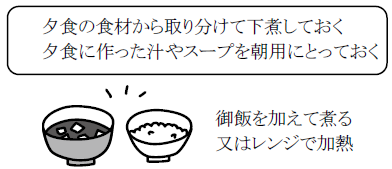 夕食の食材から取り分けて下煮しておく
夕食に作った汁やスープを朝用にとっておく
御飯を加えて煮る
又はレンジで加熱